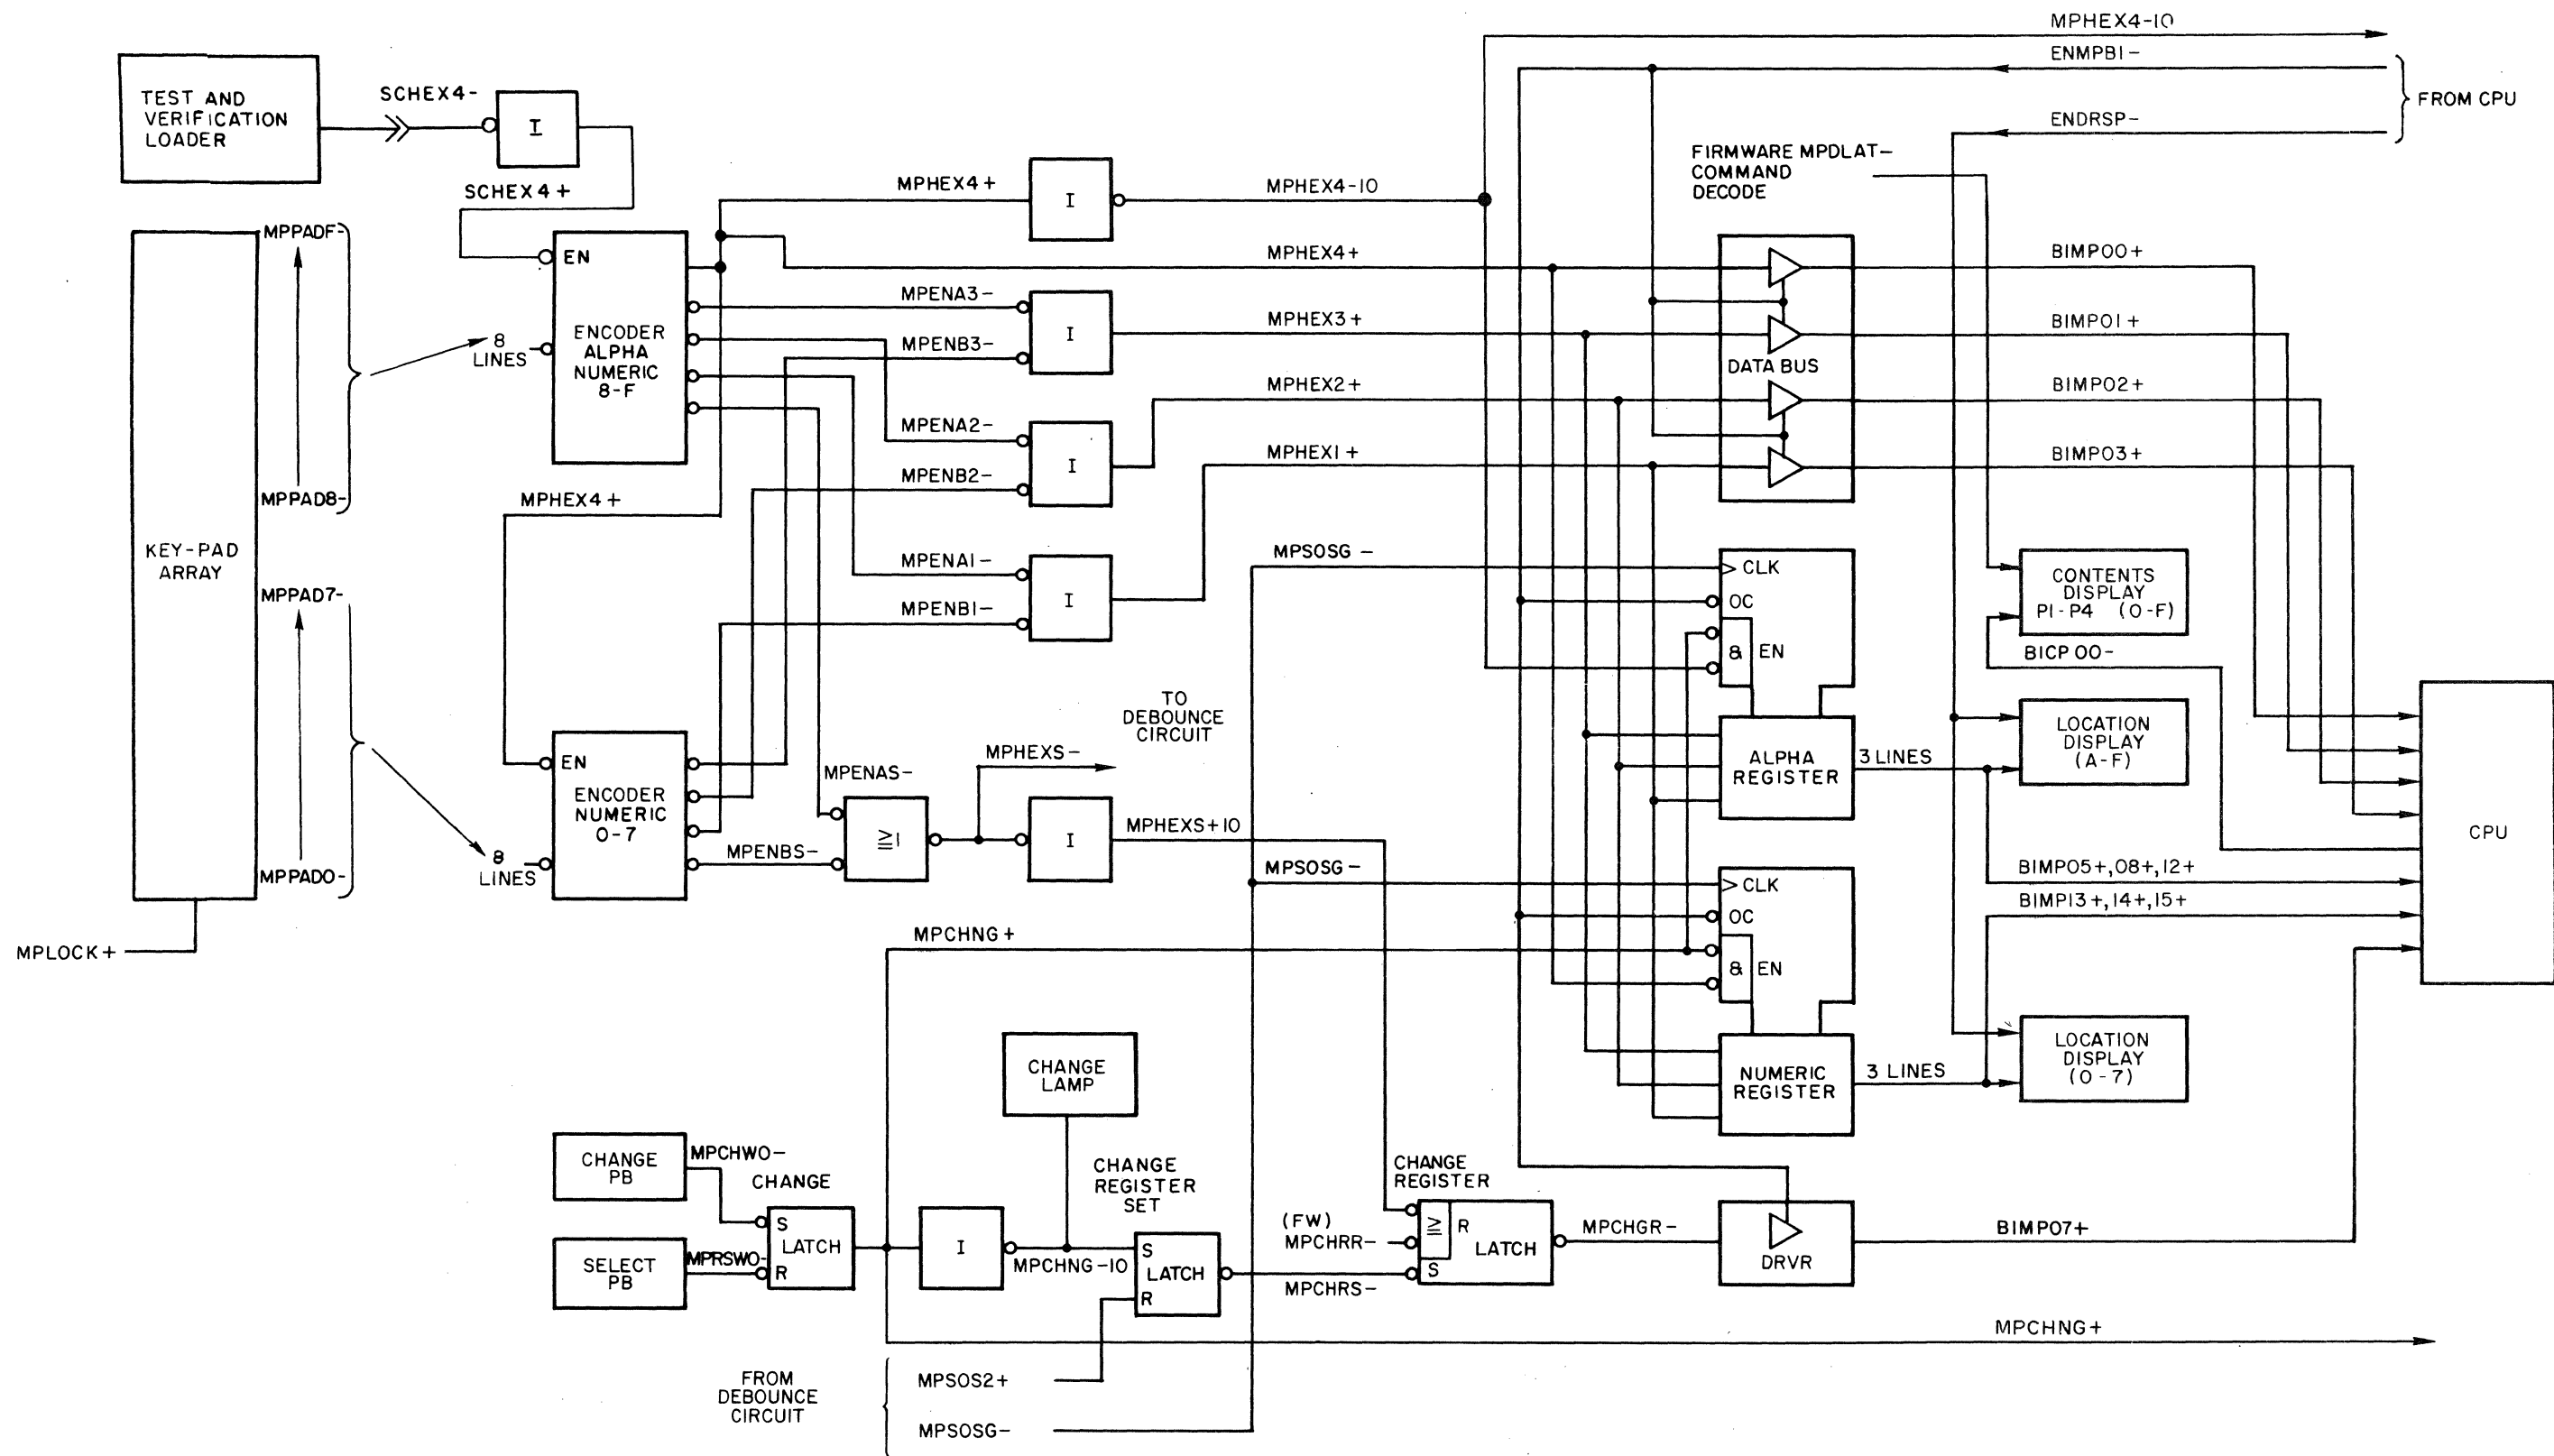 MPHEX4-10
ENMPBI-
FROM CPU
ENDRSP-
TEST AND
VERIFICATION
LOADER
SCHEX4-
I
SCHEX4+
FIRMWARE MPDLAT-
COMMAND
DECODE
MPHEX4+
I
MPHEX4-10
KEY-PAD
ARRAY
MPPADF-
MPPAD8-
MPPAD7-
MPPAD0-
MPLOCK+
8
LINES
8
LINES
EN
ENCODER
ALPHA
NUMERIC
8-F
MPHEX4+
EN
ENCODER
NUMERIC
0-7
MPENA3-
MPENB3-
I
MPENA2-
MPENB2-
I
MPENA1-
MPENB1-
I
MPHEX4+
MPHEX3+
MPHEX2+
MPHEX1+
DATA BUS
BIMP00+
BIMP01+
BIMP02+
BIMP03+
MPENAS-
MPENBS-
≥1
TO
DEBOUNCE
CIRCUIT
MPHEXS-
I
MPHEXS+10
MPSOSG-
CLK
OC
& EN
ALPHA
REGISTER
3 LINES
CONTENTS
DISPLAY
P1-P4 (0-F)
BICP00-
LOCATION
DISPLAY
(A-F)
CPU
MPSOSG-
CLK
OC
& EN
NUMERIC
REGISTER
3 LINES
BIMP05+,08+,12+
BIMP13+,14+,15+
LOCATION
DISPLAY
(0-7)
MPCHNG+
CHANGE
LAMP
CHANGE
PB
MPCHWO-
SELECT
PB
MPRSWO-
CHANGE
S
LATCH
R
I
MPCHNG-10
CHANGE
REGISTER
SET
S
LATCH
R
MPCHRS-
CHANGE
REGISTER
(FW)
MPCHRR-
≥ R
LATCH
S
MPCHGR-
DRVR
BIMP07+
MPCHNG+
FROM
DEBOUNCE
CIRCUIT
MPSOS2+
MPSOSG-